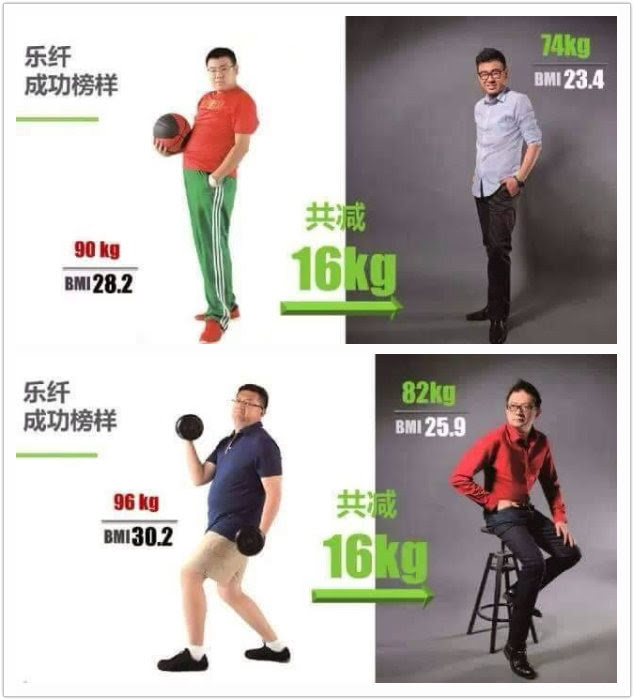 乐纤
成功榜样
90 kg
BMI 28.2
共减
16kg
74kg
BMI 23.4
乐纤
成功榜样
96 kg
BMI 30.2
共减
16kg
82kg
BMI 25.9